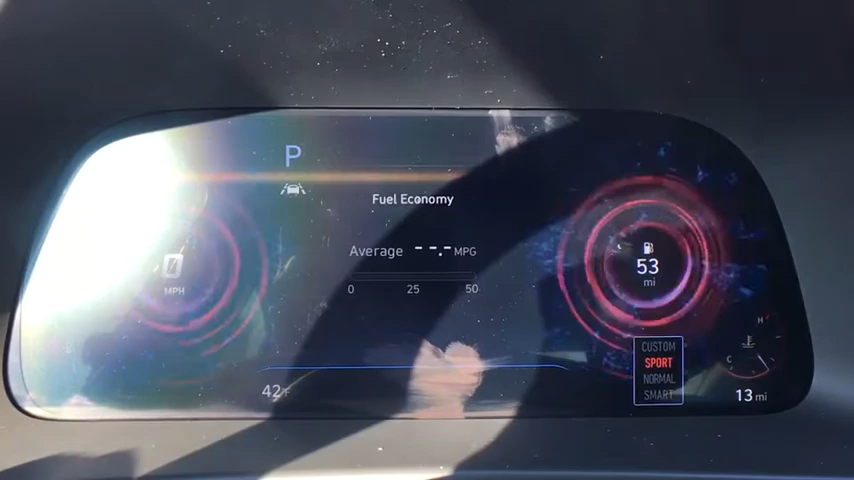 P
Fuel Economy
Average --.- MPG
0 25 50
0
MPH
53
mi
CUSTOM
SPORT
NORMAL
SMART
H
C
42°F
13 mi